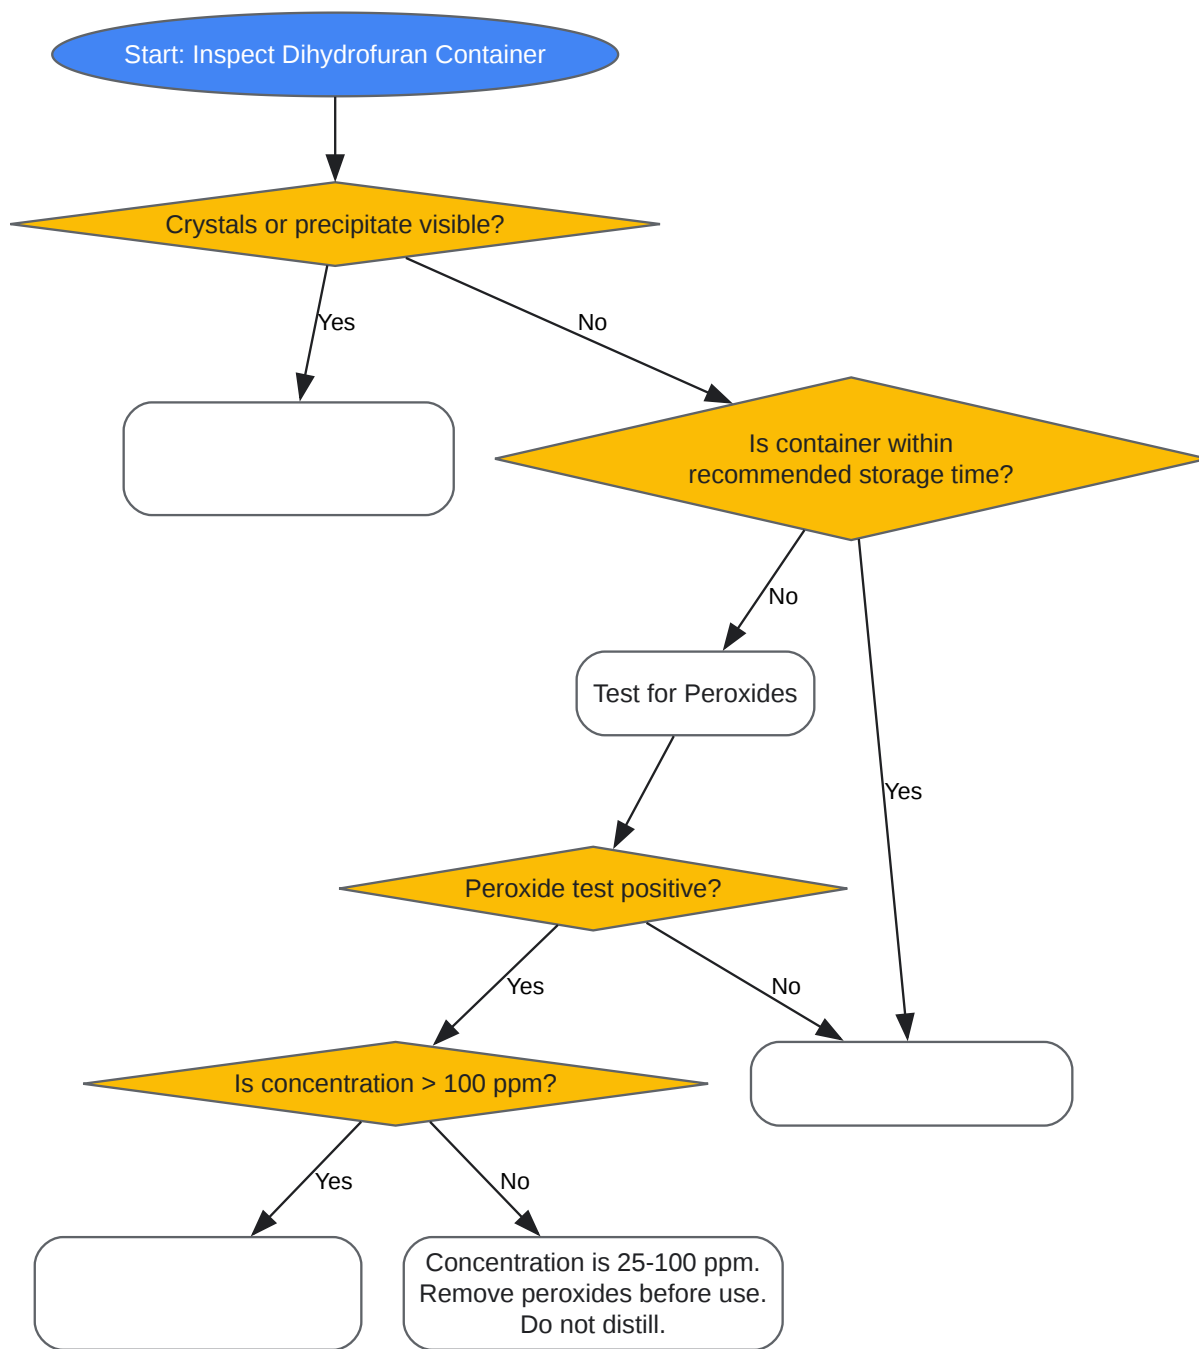 Start: Inspect Dihydrofuran Container
Crystals or precipitate visible?
Yes
No
Is container within
recommended storage time?
No
Test for Peroxides
Yes
Peroxide test positive?
Yes
No
Is concentration > 100 ppm?
Yes
No
Concentration is 25-100 ppm.
Remove peroxides before use.
Do not distill.